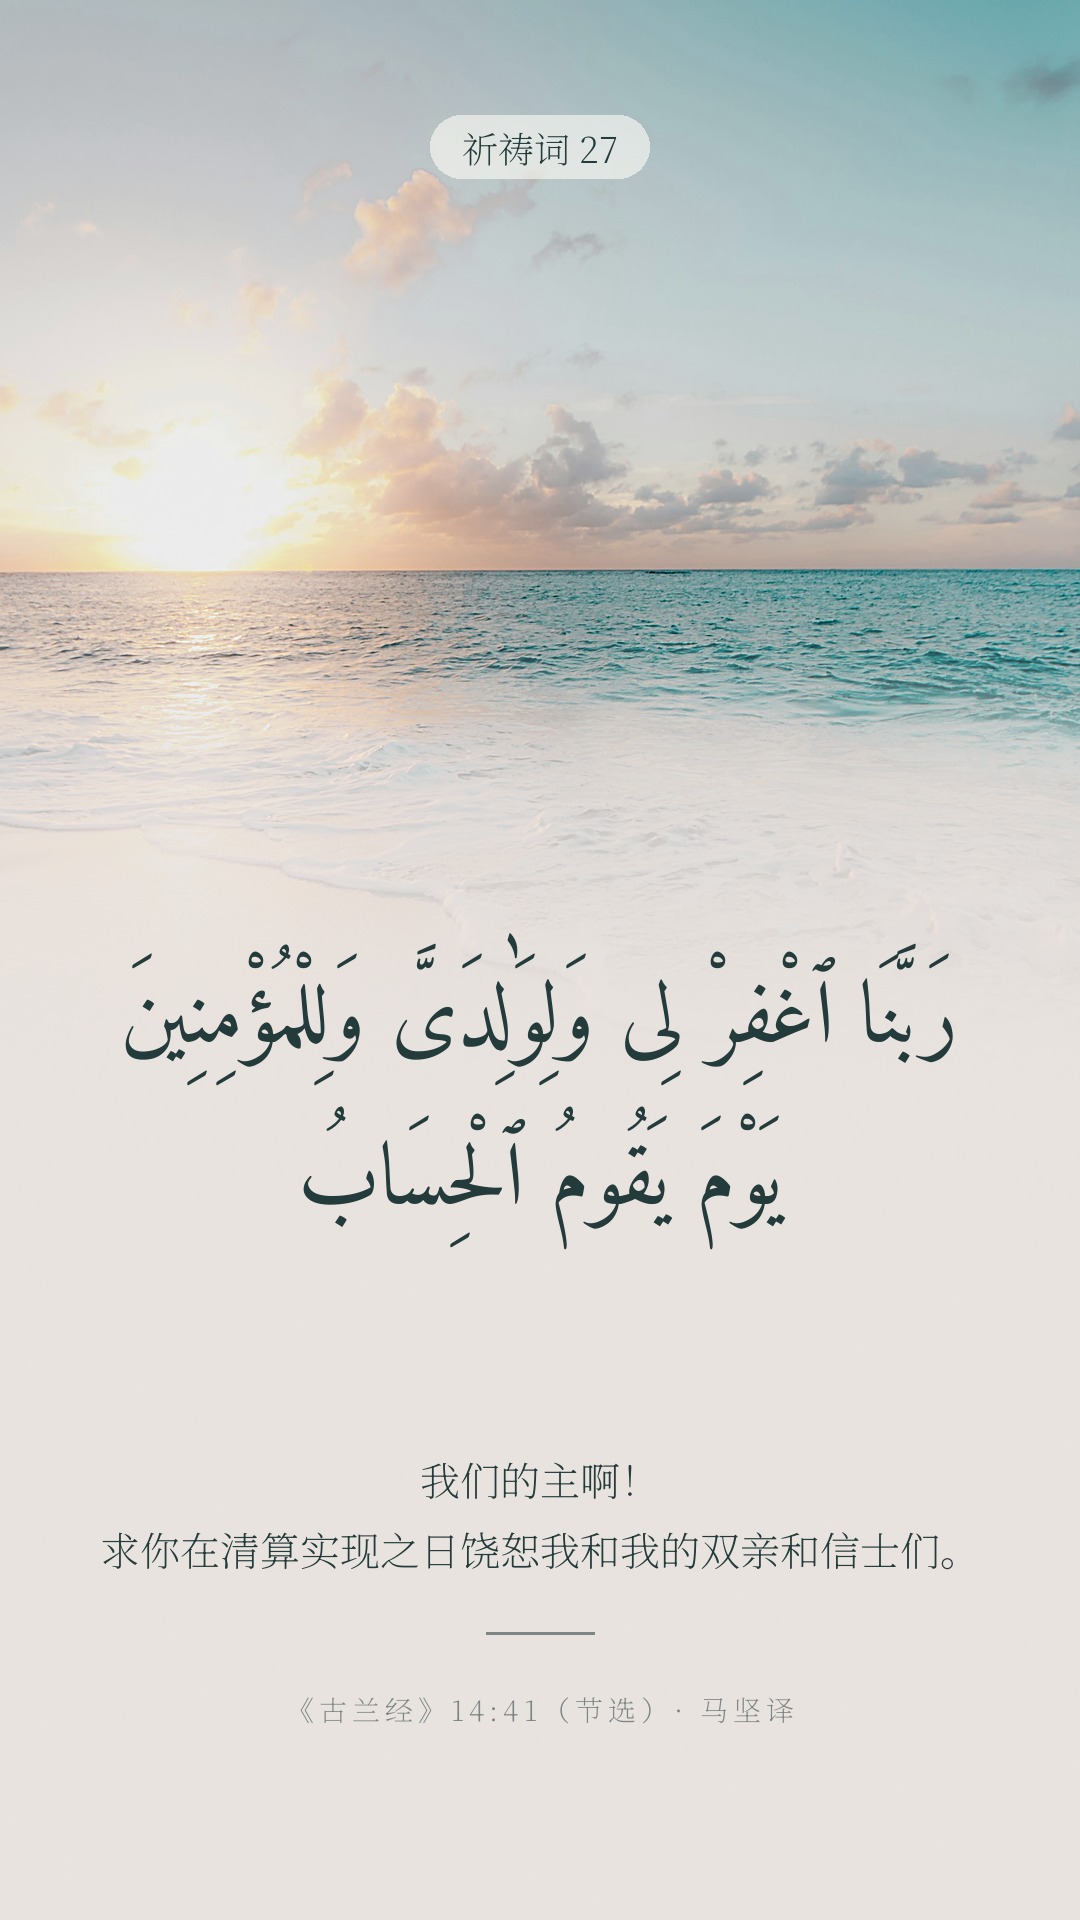 祈祷词 27
رَبَّنَا ٱغْفِرْ لِى وَلِوَٰلِدَىَّ وَلِلْمُؤْمِنِينَ
يَوْمَ يَقُومُ ٱلْحِسَابُ
我们的主啊！
求你在清算实现之日饶恕我和我的双亲和信士们。
《古兰经》14:41（节选）· 马坚译